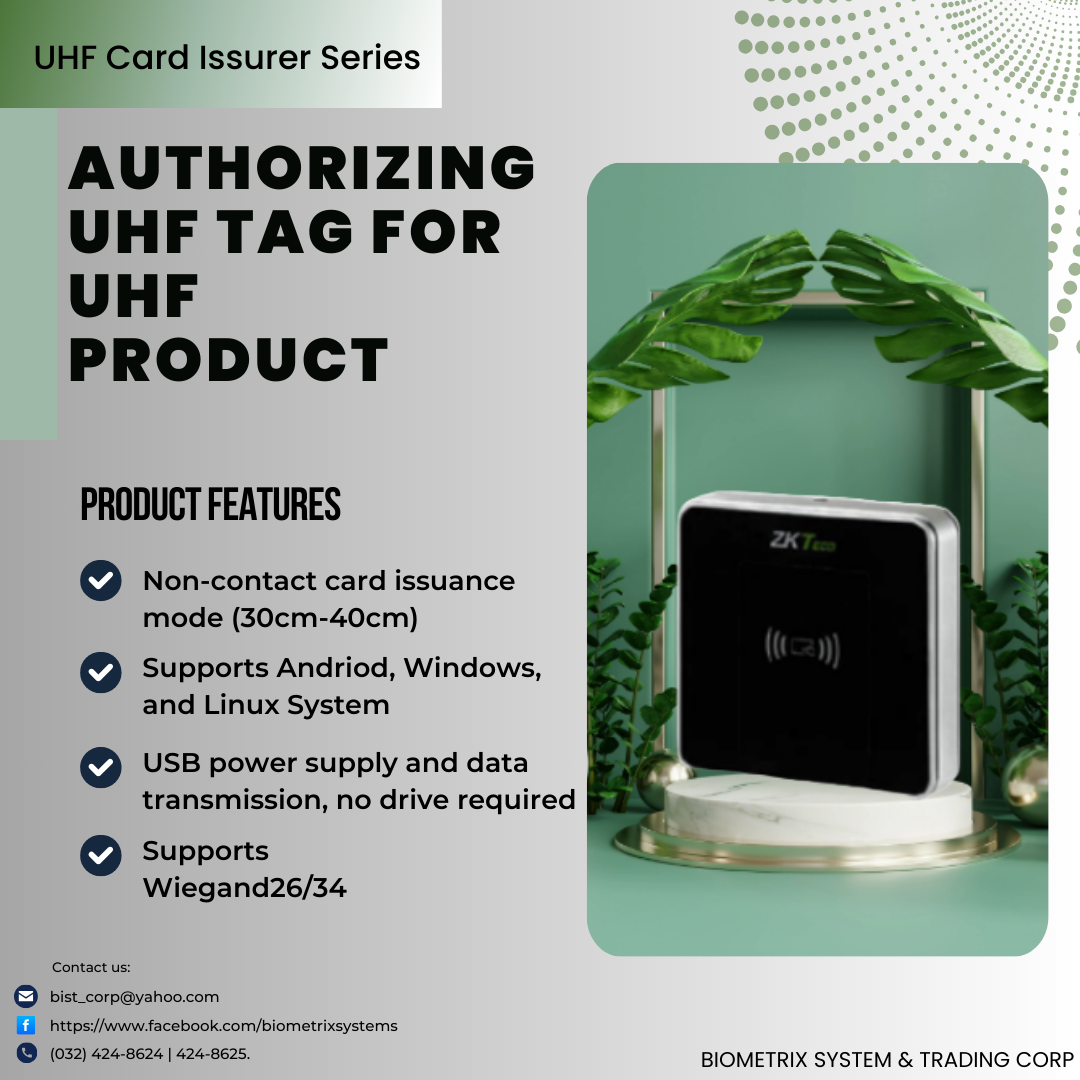 UHF Card Issurer Series
AUTHORIZING
UHF TAG FOR
UHF
PRODUCT
PRODUCT FEATURES
Non-contact card issuance
mode (30cm-40cm)
Supports Andriod, Windows,
and Linux System
USB power supply and data
transmission, no drive required
Supports
Wiegand26/34
ZKTeco
Contact us:
bist_corp@yahoo.com
https://www.facebook.com/biometrixsystems
(032) 424-8624 | 424-8625.
BIOMETRIX SYSTEM & TRADING CORP